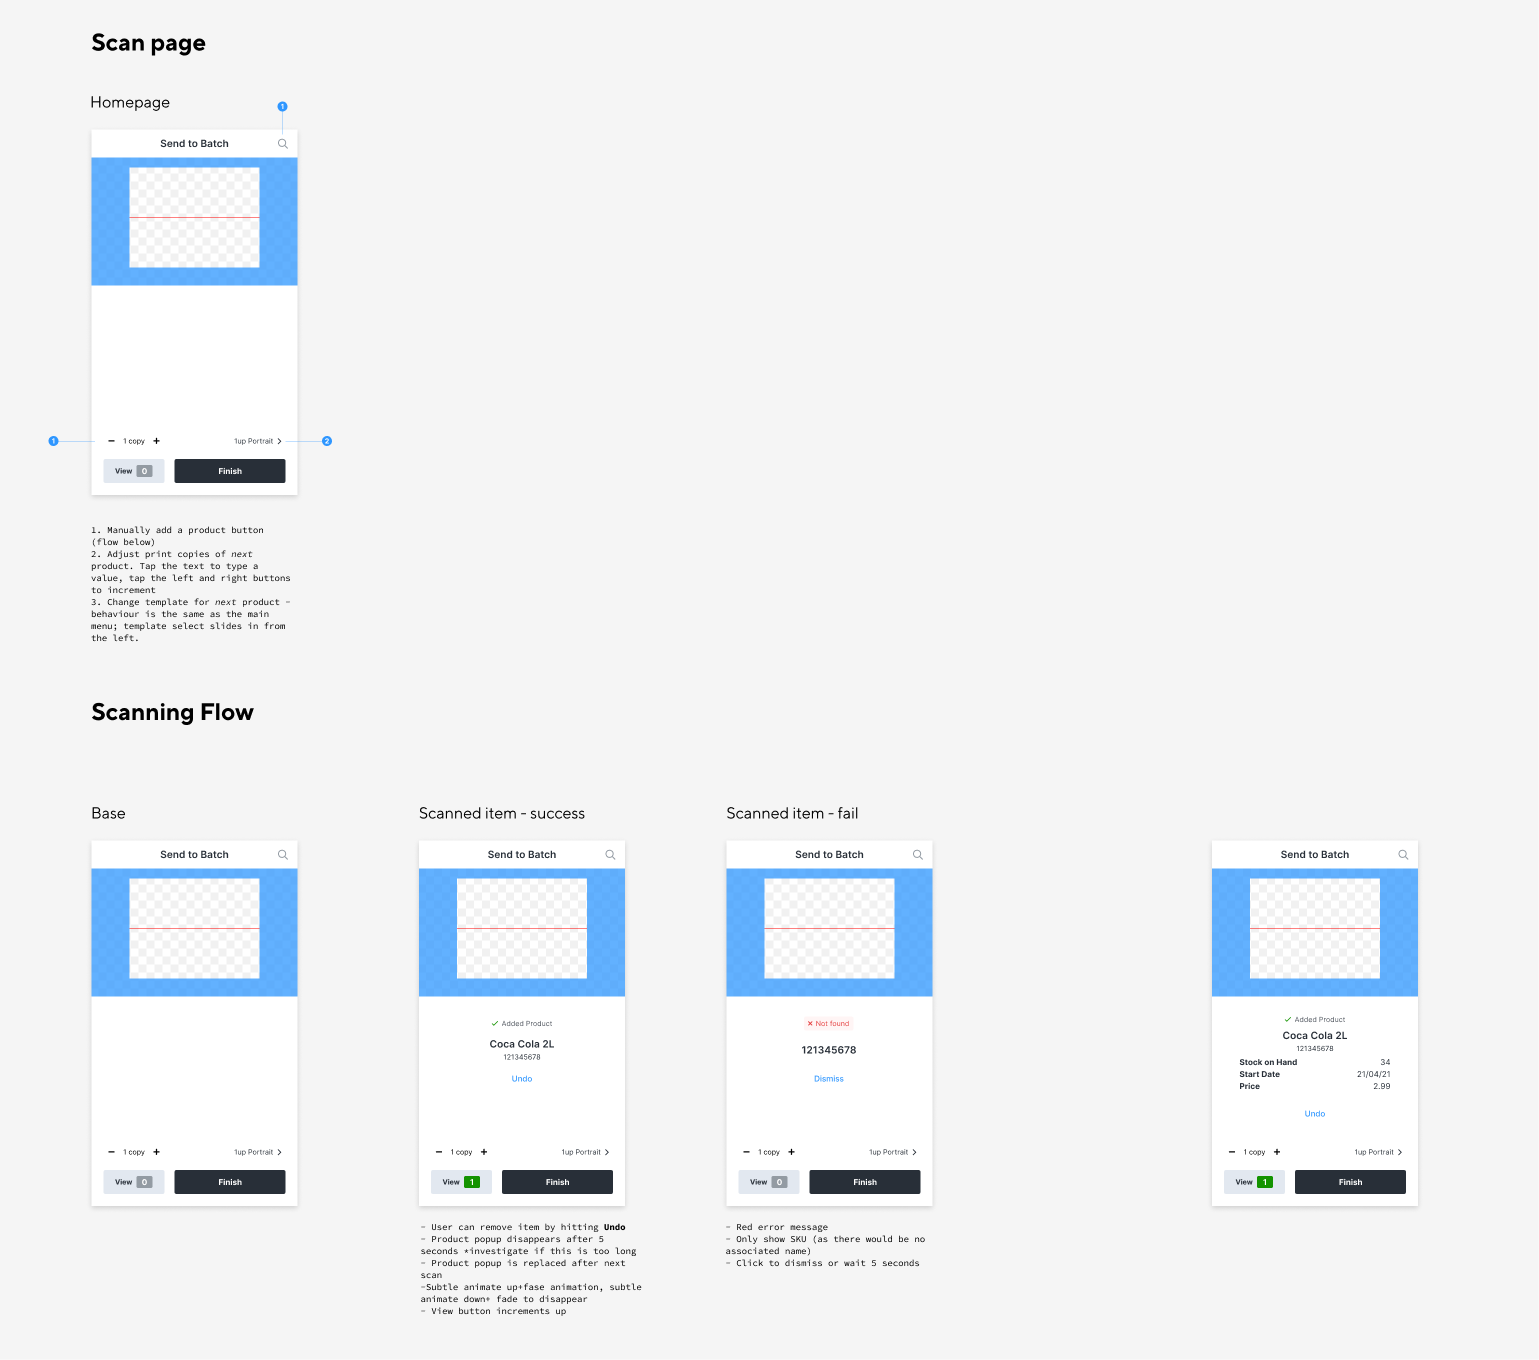 Scan page
Homepage
1
Send to Batch
1
1 copy
1up Portrait
2
View 0
Finish
1. Manually add a product button
(flow below)
2. Adjust print copies of next
product. Tap the text to type a
value, tap the left and right buttons
to increment
3. Change template for next product -
behaviour is the same as the main
menu; template select slides in from
the left.
Scanning Flow
Base
Send to Batch
1 copy
1up Portrait
View 0
Finish
Scanned item - success
Send to Batch
Added Product
Coca Cola 2L
121345678
Undo
1 copy
1up Portrait
View 1
Finish
- User can remove item by hitting Undo
- Product popup disappears after 5
seconds *investigate if this is too long
- Product popup is replaced after next
scan
-Subtle animate up+fase animation, subtle
animate down+ fade to disappear
- View button increments up
Scanned item - fail
Send to Batch
Not found
121345678
Dismiss
1 copy
1up Portrait
View 0
Finish
- Red error message
- Only show SKU (as there would be no
associated name)
- Click to dismiss or wait 5 seconds
Send to Batch
Added Product
Coca Cola 2L
121345678
Stock on Hand 34
Start Date 21/04/21
Price 2.99
Undo
1 copy
1up Portrait
View 1
Finish